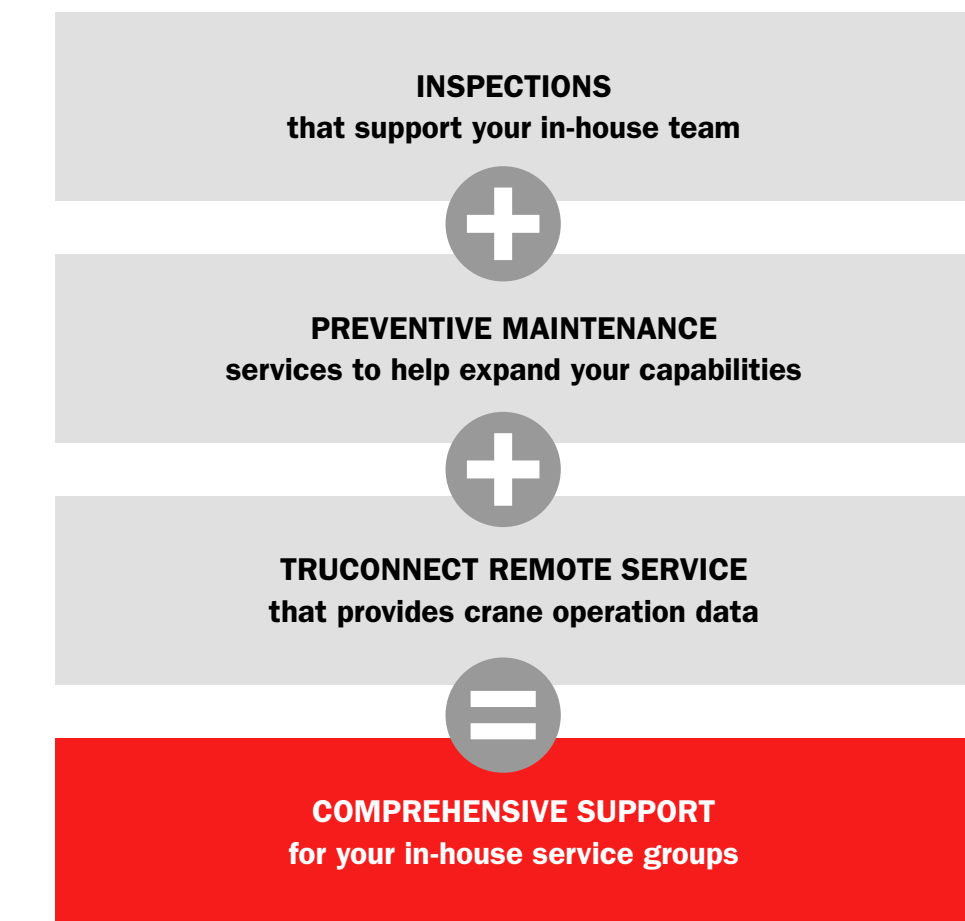 INSPECTIONS
that support your in-house team
PREVENTIVE MAINTENANCE
services to help expand your capabilities
TRUCONNECT REMOTE SERVICE
that provides crane operation data
COMPREHENSIVE SUPPORT
for your in-house service groups